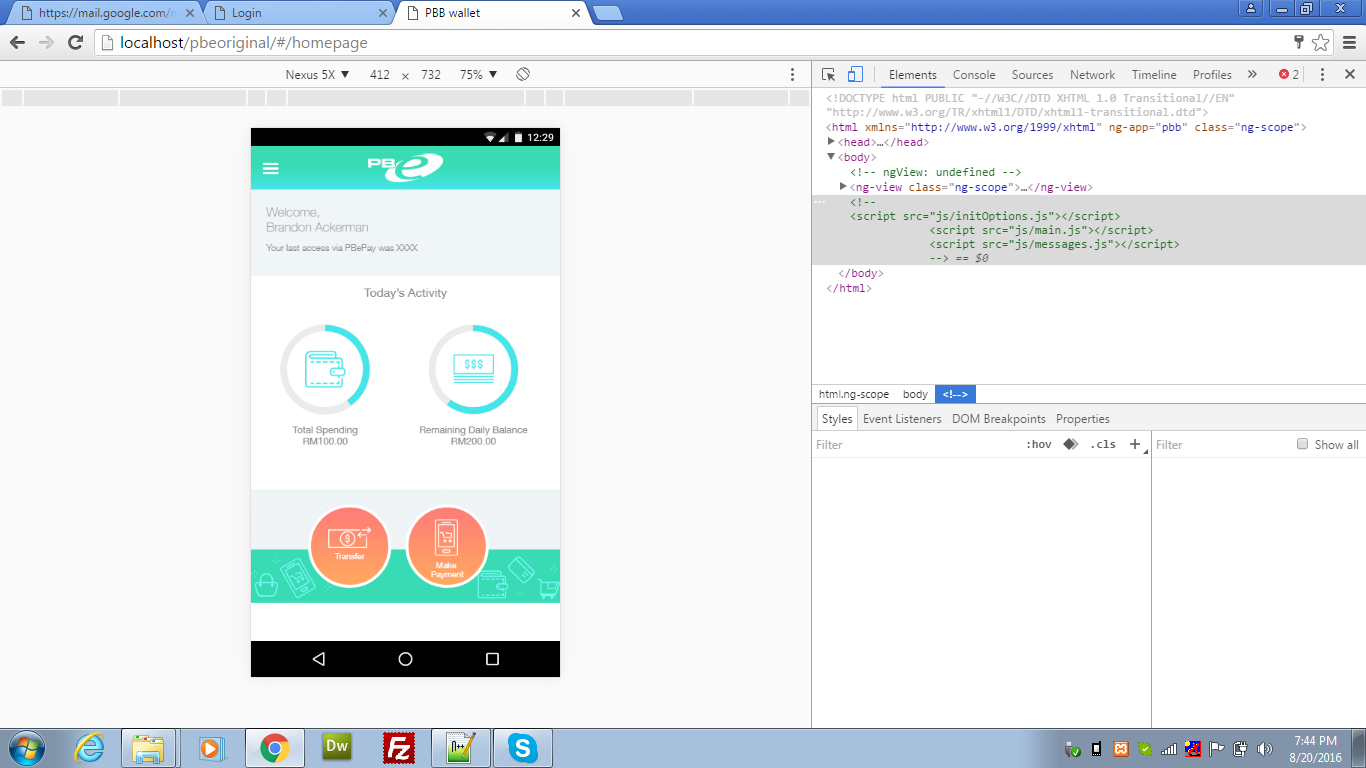 https://mail.google.com/m
Login
PBB wallet
localhost/pbeoriginal/#/homepage
Nexus 5X ▼ 412 × 732 75% ▼
Elements Console Sources Network Timeline Profiles » 2
<!DOCTYPE html PUBLIC "-//W3C//DTD XHTML 1.0 Transitional//EN"
"http://www.w3.org/TR/xhtml1/DTD/xhtml1-transitional.dtd">
<html xmlns="http://www.w3.org/1999/xhtml" ng-app="pbb" class="ng-scope">
<head>…</head>
<body>
<!-- ngView: undefined -->
<ng-view class="ng-scope">…</ng-view>
<!--
<script src="js/initOptions.js"></script>
<script src="js/main.js"></script>
<script src="js/messages.js"></script>
--> == $0
</body>
</html>
html.ng-scope body <!-->
Styles Event Listeners DOM Breakpoints Properties
Filter :hov .cls + Filter Show all
12:29
PBe
Welcome,
Brandon Ackerman
Your last access via PBePay was XXXX
Today's Activity
$$$
Total Spending
RM100.00
Remaining Daily Balance
RM200.00
$
Transfer
Make
Payment
Dw
Fz
N++
S
7:44 PM
8/20/2016